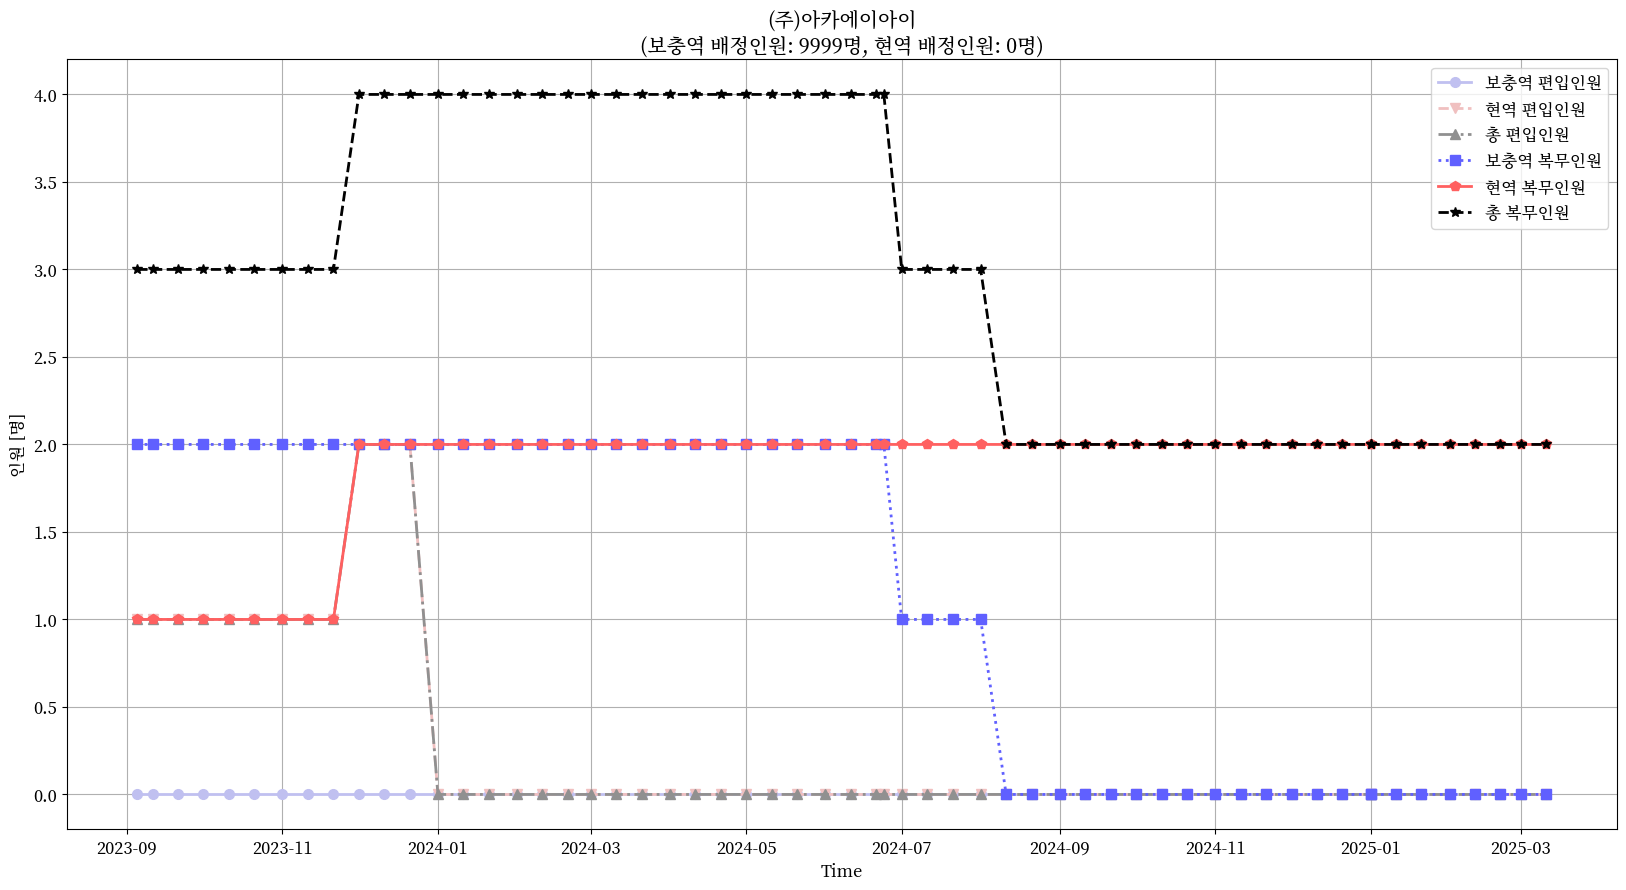 (주)아카에이아이
(보충역 배정인원: 9999명, 현역 배정인원: 0명)
보충역 편입인원
현역 편입인원
총 편입인원
보충역 복무인원
현역 복무인원
총 복무인원
인원 [명]
4.0
3.5
3.0
2.5
2.0
1.5
1.0
0.5
0.0
2023-09 2023-11 2024-01 2024-03 2024-05 2024-07 2024-09 2024-11 2025-01 2025-03
Time